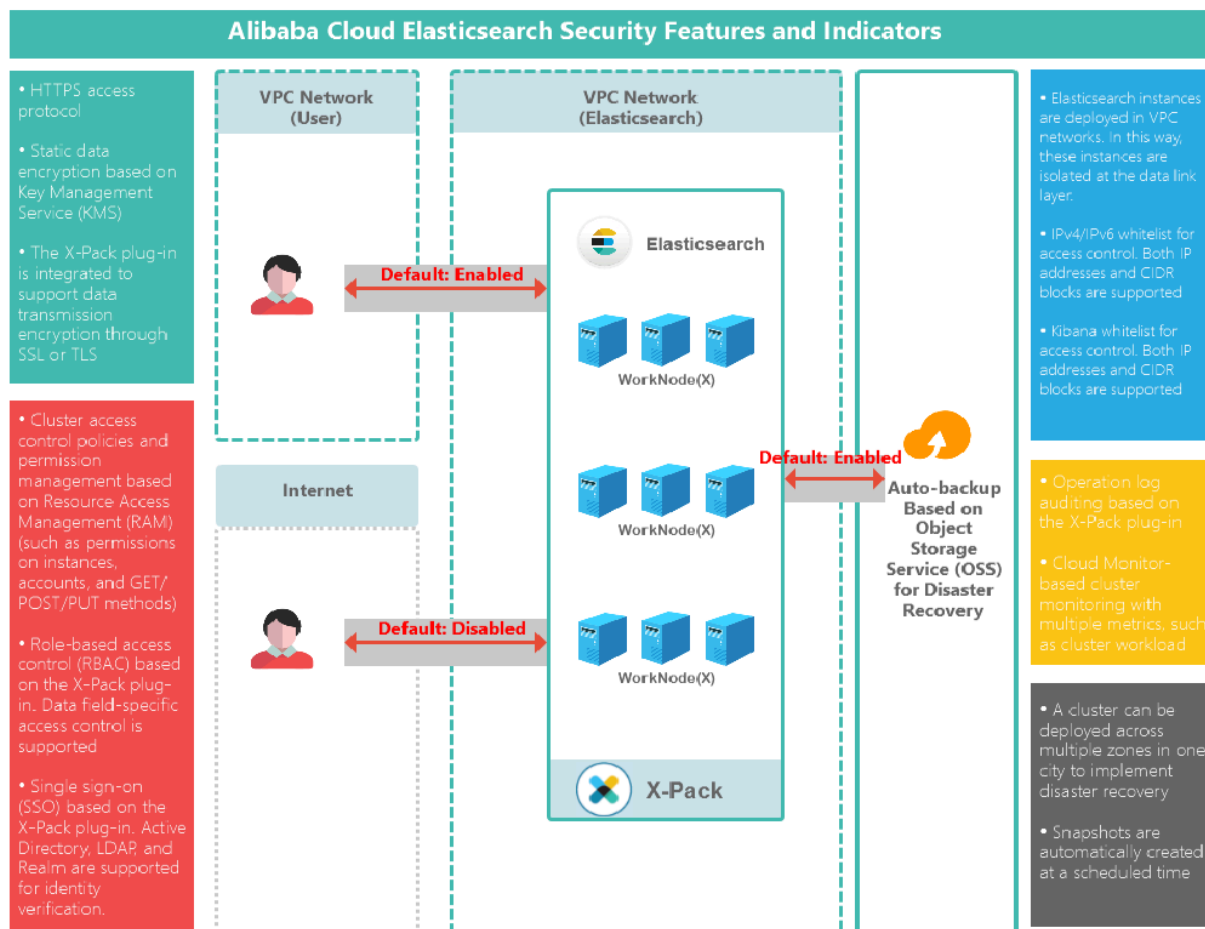 Alibaba Cloud Elasticsearch Security Features and Indicators
• HTTPS access
protocol
• Static data
encryption based on
Key Management
Service (KMS)
• The X-Pack plug-in
is integrated to
support data
transmission
encryption through
SSL or TLS
• Cluster access
control policies and
permission
management based
on Resource Access
Management (RAM)
(such as permissions
on instances,
accounts, and GET/
POST/PUT methods)
• Role-based access
control (RBAC) based
on the X-Pack plug-
in. Data field-specific
access control is
supported
• Single sign-on
(SSO) based on the
X-Pack plug-in. Active
Directory, LDAP, and
Realm are supported
for identity
verification.
VPC Network
(User)
Default: Enabled
Internet
Default: Disabled
VPC Network
(Elasticsearch)
Elasticsearch
WorkNode(X)
WorkNode(X)
WorkNode(X)
X-Pack
Default: Enabled
Auto-backup
Based on
Object
Storage
Service (OSS)
for Disaster
Recovery
• Elasticsearch instances
are deployed in VPC
networks. In this way,
these instances are
isolated at the data link
layer.
• IPv4/IPv6 whitelist for
access control. Both IP
addresses and CIDR
blocks are supported
• Kibana whitelist for
access control. Both IP
addresses and CIDR
blocks are supported
• Operation log
auditing based on
the X-Pack plug-in
• Cloud Monitor-
based cluster
monitoring with
multiple metrics, such
as cluster workload
• A cluster can be
deployed across
multiple zones in one
city to implement
disaster recovery
• Snapshots are
automatically created
at a scheduled time